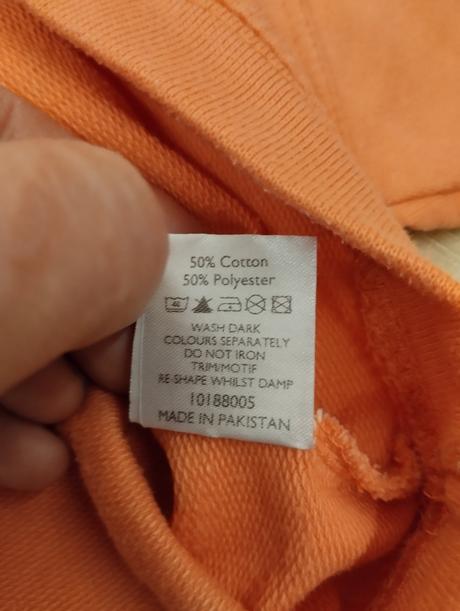 50% Cotton
50% Polyester
40
WASH DARK
COLOURS SEPARATELY
DO NOT IRON
TRIM/MOTIF
RE-SHAPE WHILST DAMP
10188005
MADE IN PAKISTAN